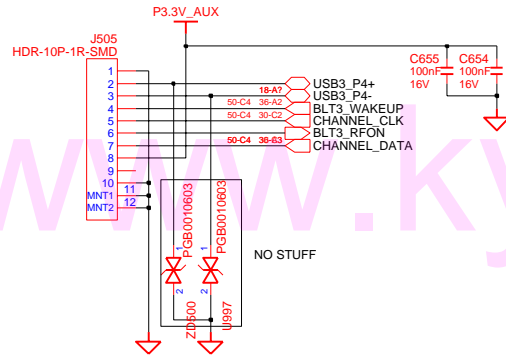 P3.3V_AUX
J505
HDR-10P-1R-SMD
C655
100nF
16V
C654
100nF
16V
1
2
3
4
5
6
7
8
9
10
11
MNT1
12
MNT2
USB3_P4+
18-A?
USB3_P4-
50-C4 36-A2
BLT3_WAKEUP
50-C4 30-C2
CHANNEL_CLK
BLT3_RFON
50-C4 36-B3
CHANNEL_DATA
PGB0010603
PGB0010603
1
1
2
2
ZD500
U997
NO STUFF
www.ky